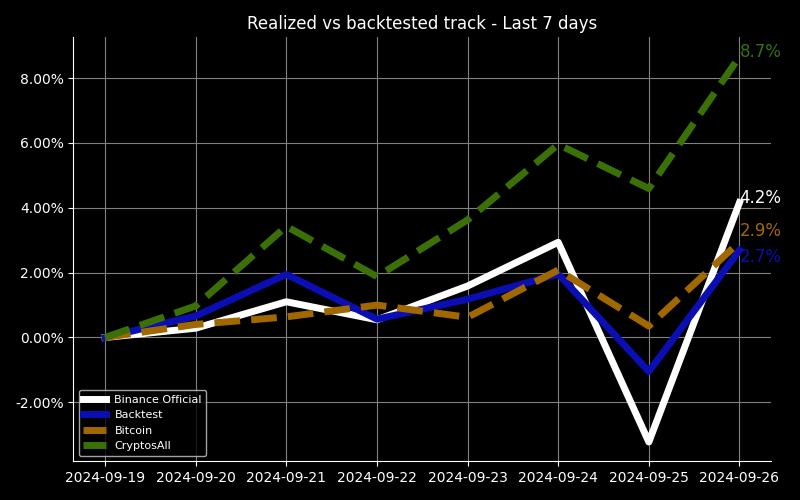 Realized vs backtested track - Last 7 days
8.00%
6.00%
4.00%
2.00%
0.00%
-2.00%
8.7%
4.2%
2.9%
2.7%
Binance Official
Backtest
Bitcoin
CryptosAll
2024-09-19 2024-09-20 2024-09-21 2024-09-22 2024-09-23 2024-09-24 2024-09-25 2024-09-26